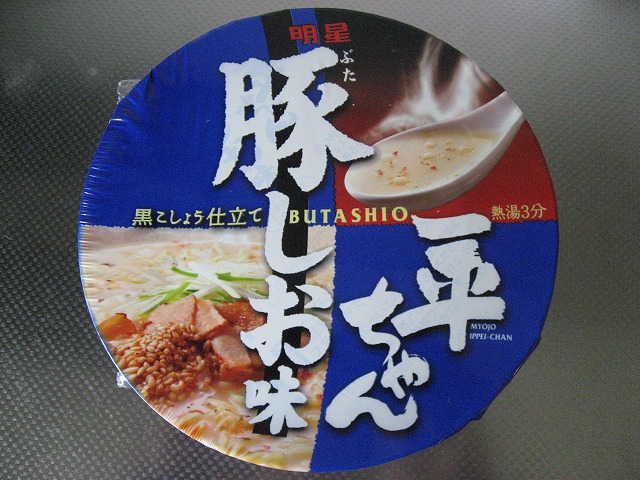 明星
ぶた
豚しお味
黒こしょう仕立て
BUTASHIO
熱湯3分
一平
ちゃん
MYOJO
IPPEI-CHAN